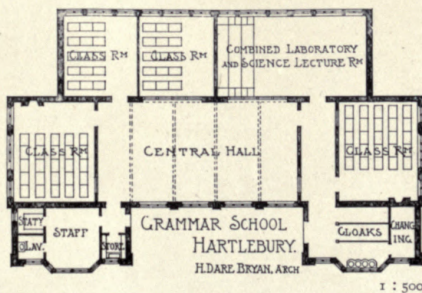 CLASS RM
CLASS RM
COMBINED LABORATORY
AND SCIENCE LECTURE RM
CLASS RM
CENTRAL HALL
CLASS RM
STAFF
LAV.
STORE
GRAMMAR SCHOOL
HARTLEBURY.
H. DARE BRYAN, ARCH
CLOAKS
CHANG
ING.
1 : 500